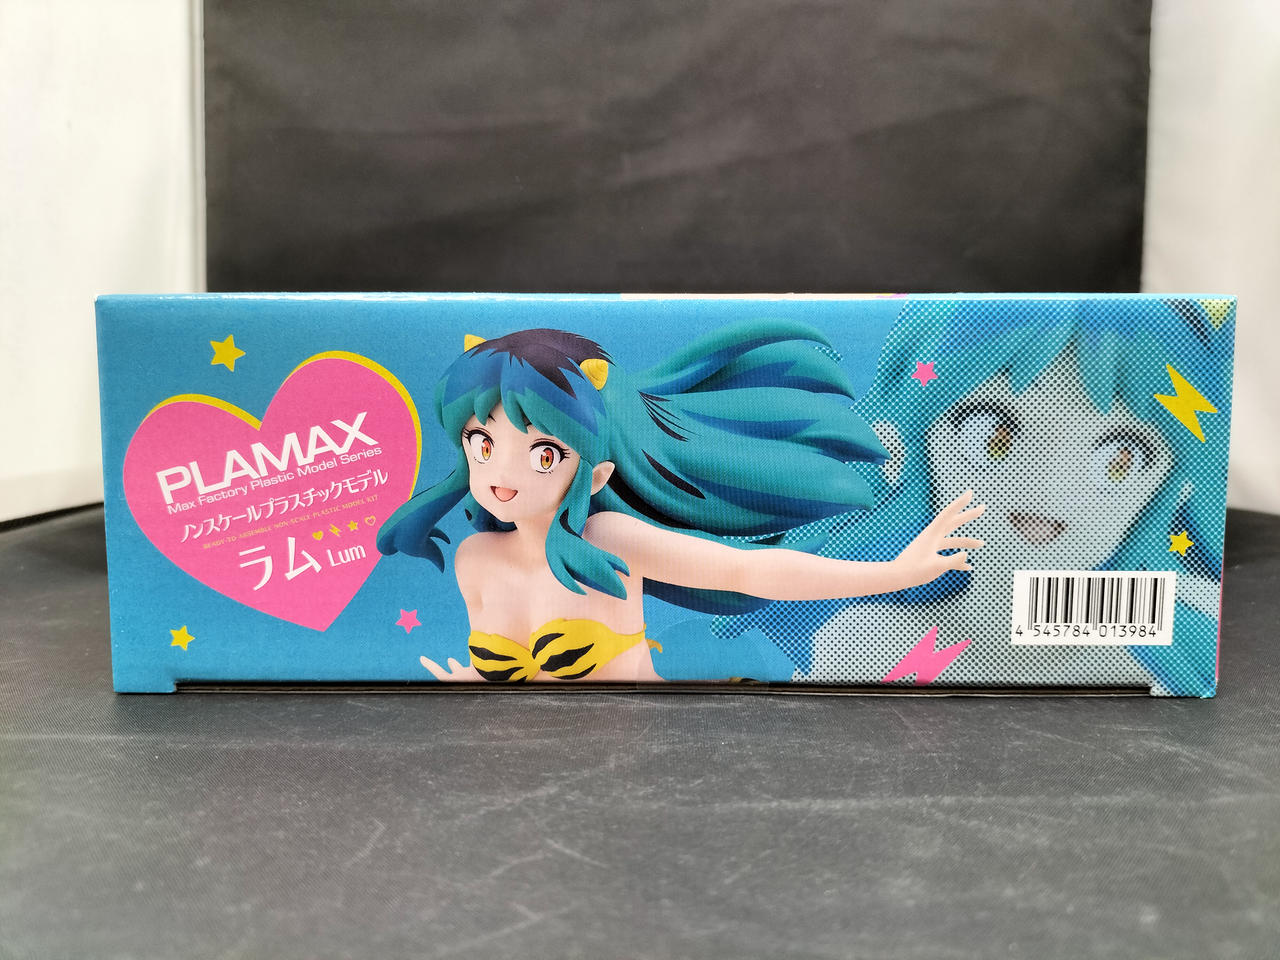 PLAMAX
Max Factory Plastic Model Series
ノンスケールプラスチックモデル
READY-TO ASSEMBLE NON-SCALE PLASTIC MODEL KIT
ラム Lum
4 545784 013984